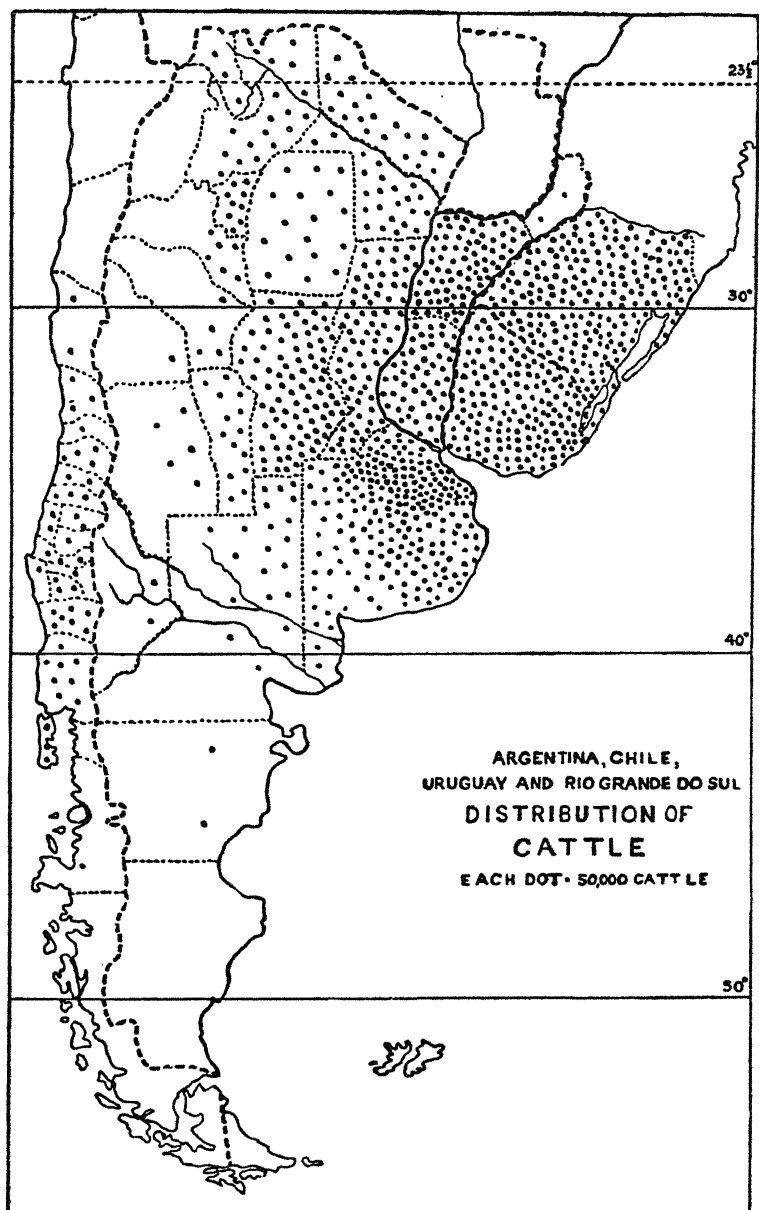 23½°
30°
40°
ARGENTINA, CHILE,
URUGUAY AND RIO GRANDE DO SUL
DISTRIBUTION OF
CATTLE
EACH DOT- 50,000 CATTLE
50°